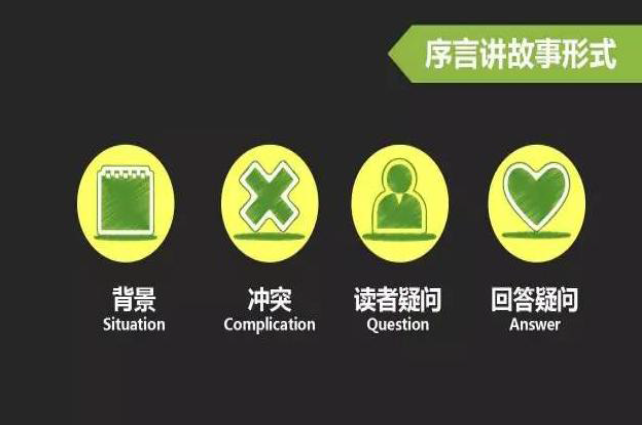 序言讲故事形式
背景
Situation
冲突
Complication
读者疑问
Question
回答疑问
Answer